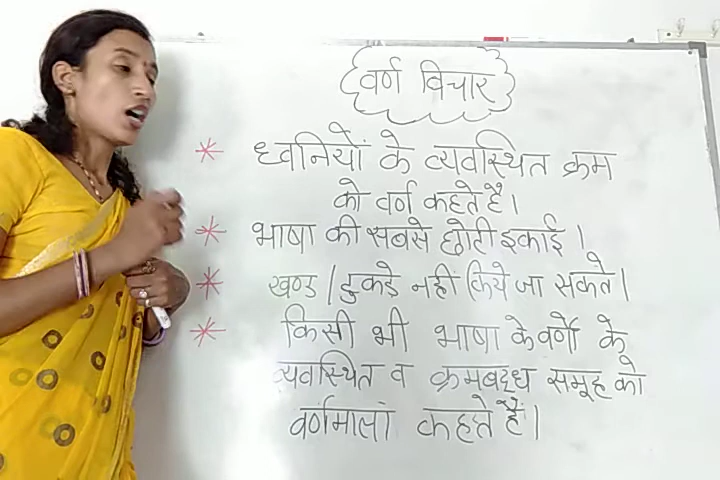 वर्ण विचार
ध्वनियों के व्यवस्थित क्रम
को वर्ण कहते है।
भाषा की सबसे छोटी इकाई।
खण्ड / टुकड़े नहीं किये जा सकते।
किसी भी भाषा के वर्णों के
व्यवस्थित व क्रमबद्ध समूह को
वर्णमाला कहते हैं।